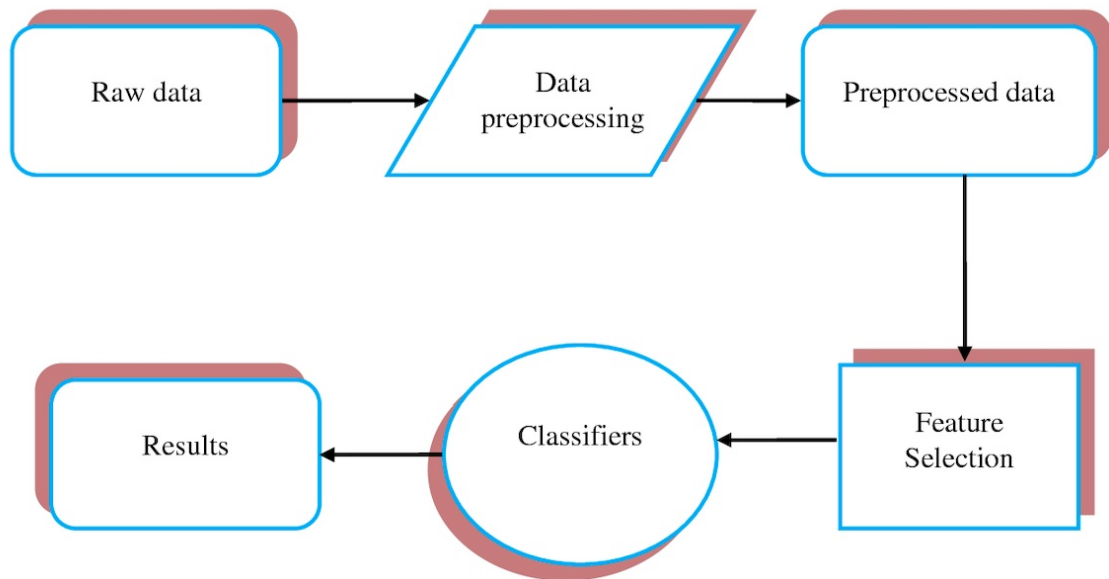 Raw data
Data
preprocessing
Preprocessed data
Feature
Selection
Classifiers
Results